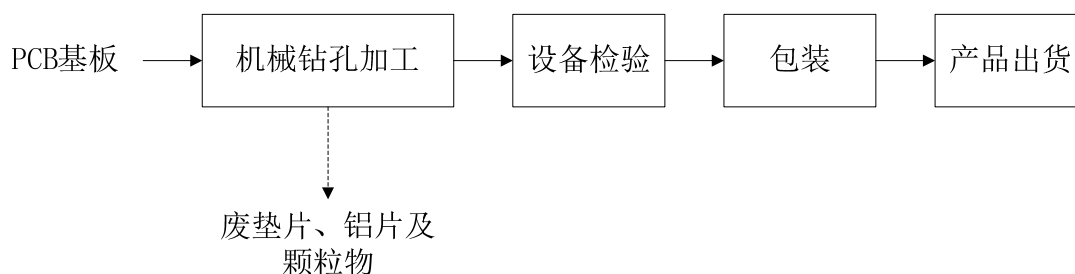 PCB基板
机械钻孔加工
设备检验
包装
产品出货
废垫片、铝片及
颗粒物